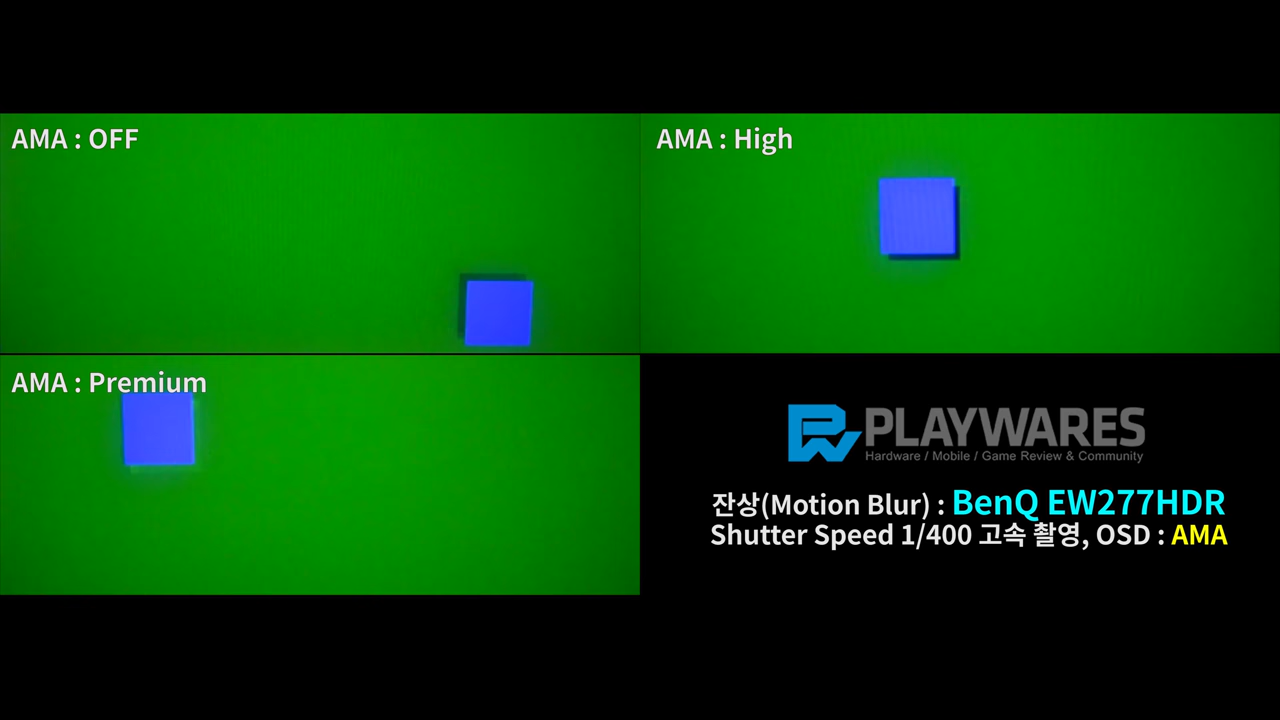 AMA : OFF
AMA : High
AMA : Premium
PLAYWARES
Hardware / Mobile / Game Review & Community
잔상(Motion Blur) : BenQ EW277HDR
Shutter Speed 1/400 고속 촬영, OSD : AMA